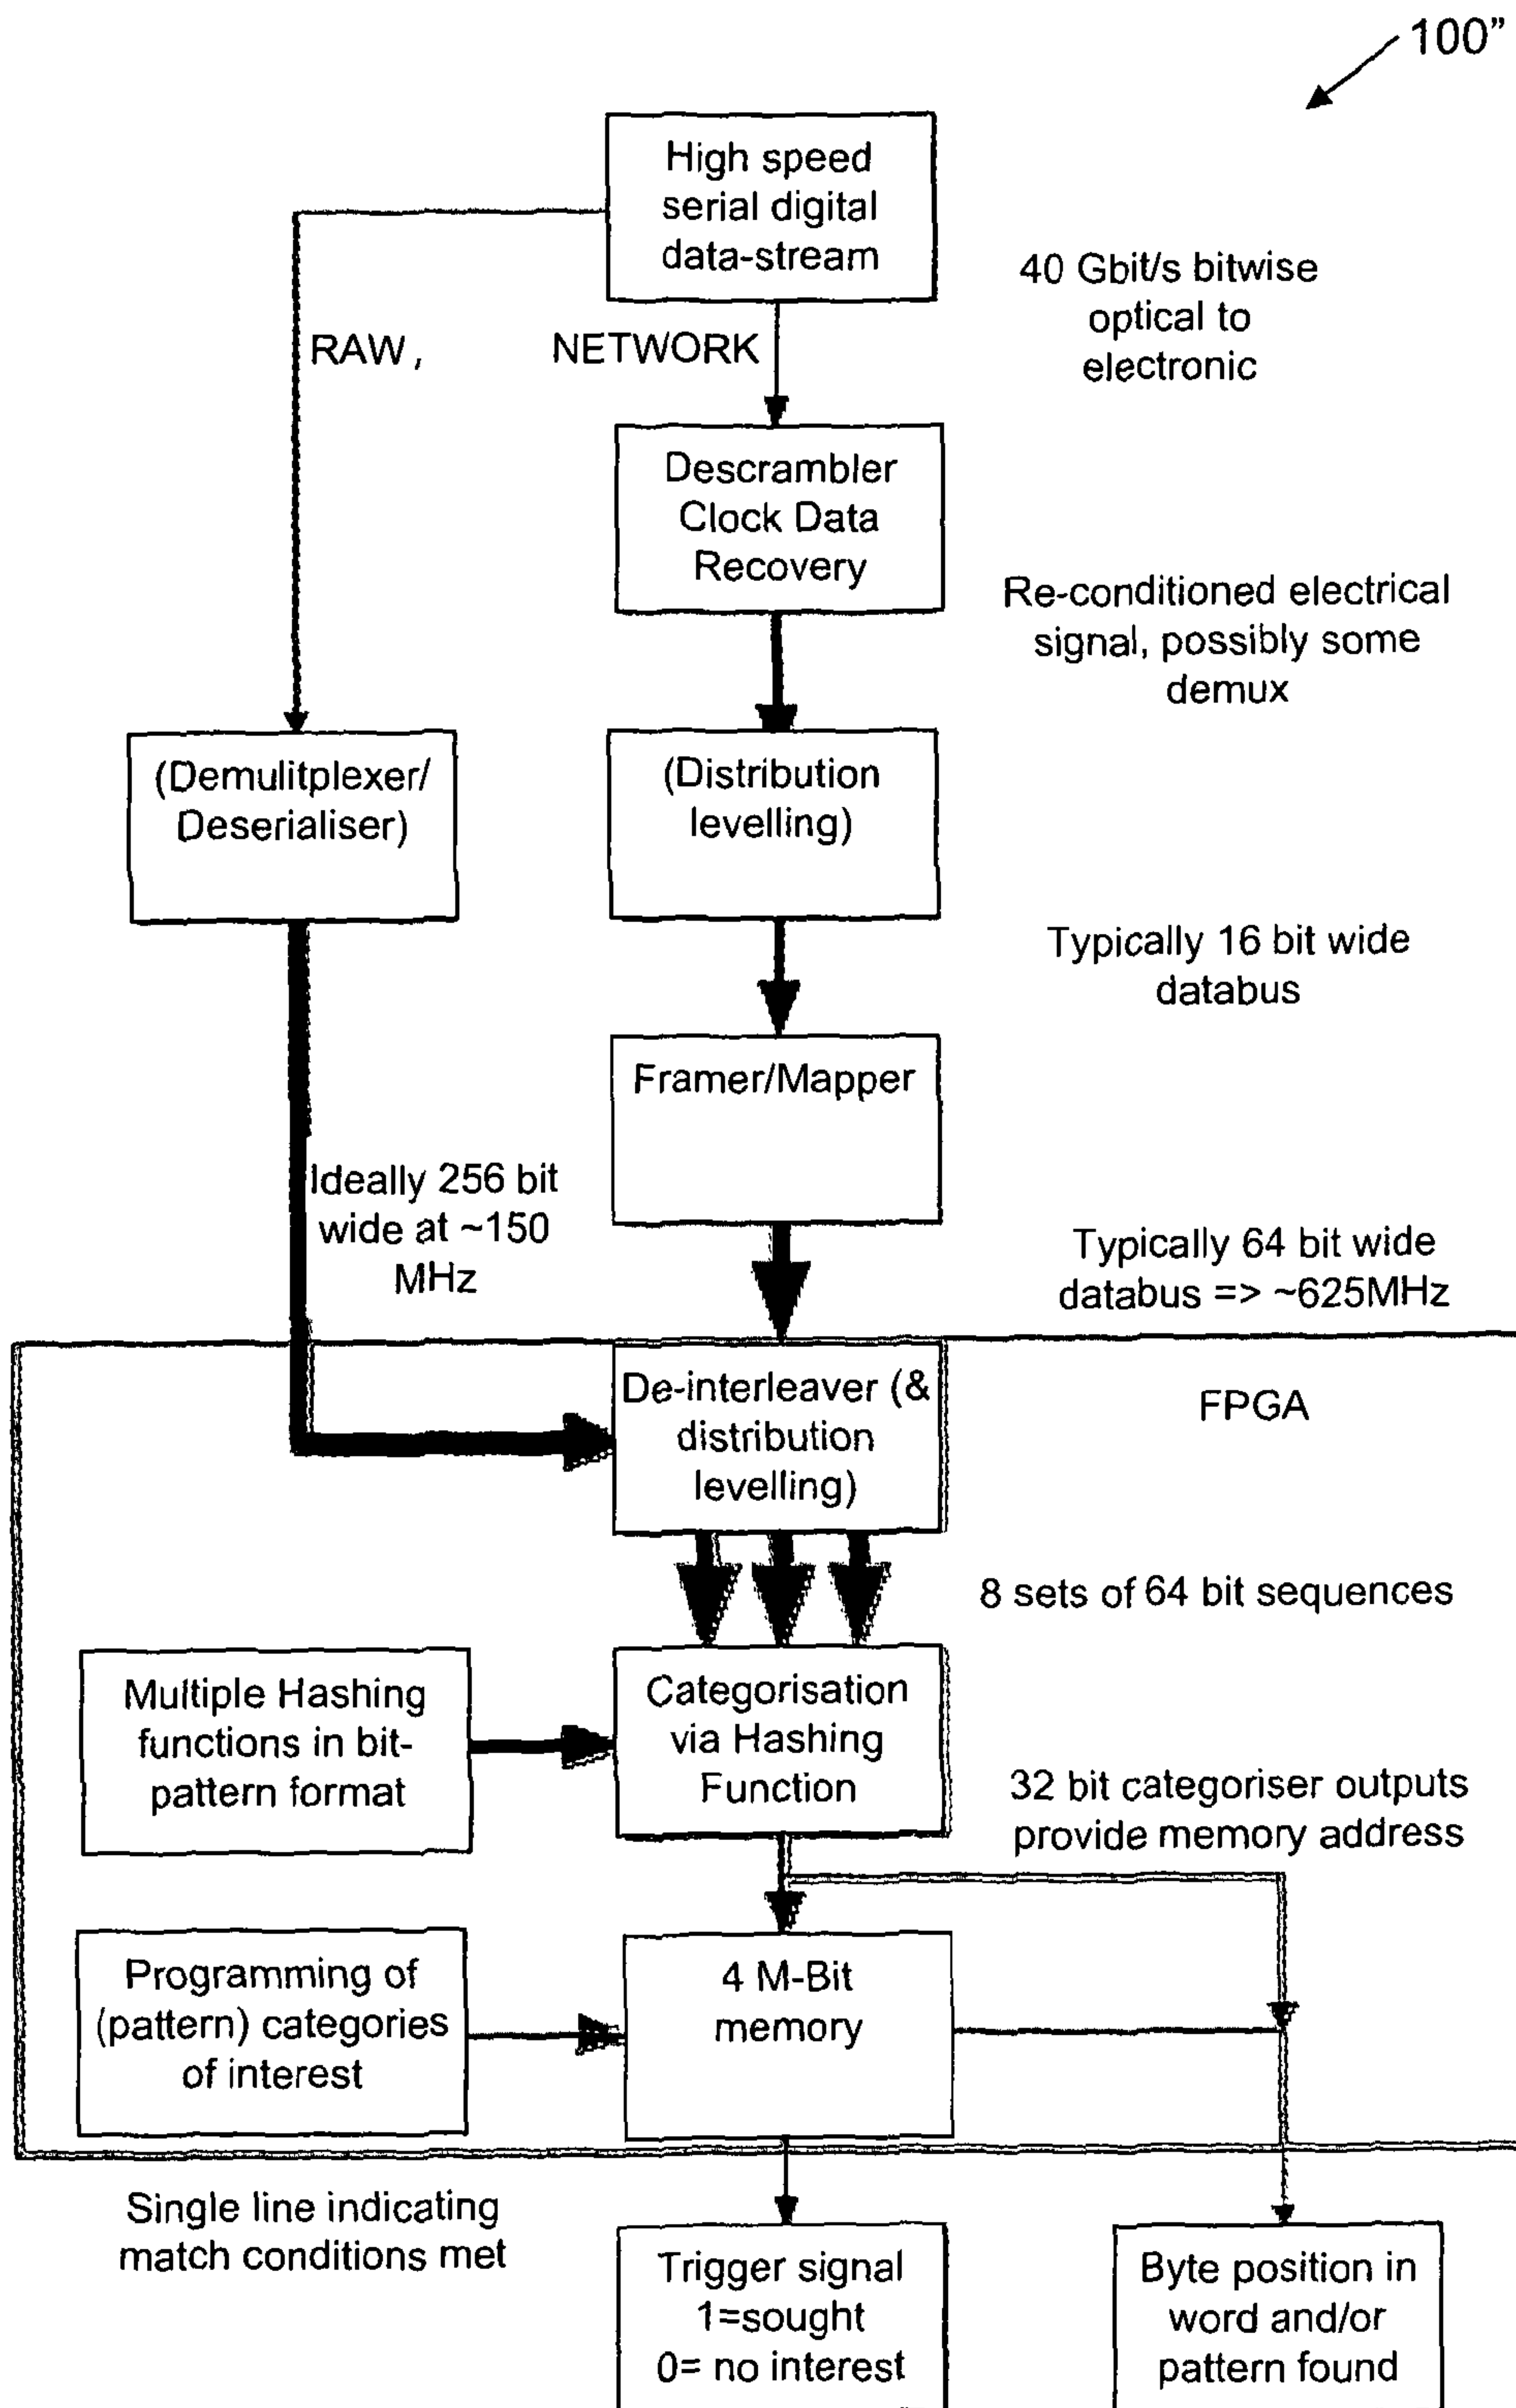 100”
High speed
serial digital
data-stream
40 Gbit/s bitwise
optical to
electronic
RAW,
NETWORK
Descrambler
Clock Data
Recovery
Re-conditioned electrical
signal, possibly some
demux
(Demulitplexer/
Deserialiser)
(Distribution
levelling)
Typically 16 bit wide
databus
Framer/Mapper
Ideally 256 bit
wide at ~150
MHz
Typically 64 bit wide
databus => ~625MHz
De-interleaver (&
distribution
levelling)
FPGA
8 sets of 64 bit sequences
Multiple Hashing
functions in bit-
pattern format
Categorisation
via Hashing
Function
32 bit categoriser outputs
provide memory address
Programming of
(pattern) categories
of interest
4 M-Bit
memory
Single line indicating
match conditions met
Trigger signal
1=sought
0= no interest
Byte position in
word and/or
pattern found